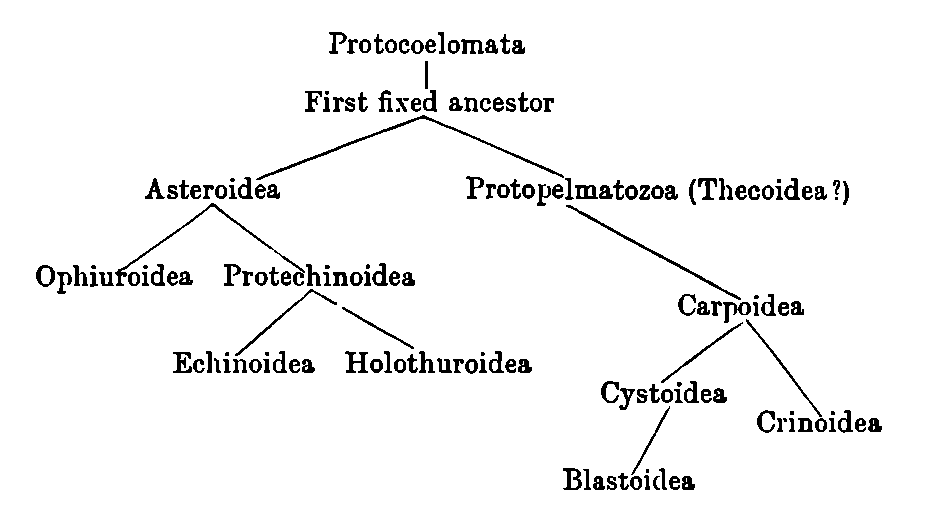 Protocoelomata
First fixed ancestor
Asteroidea
Protopelmatozoa (Thecoidea?)
Ophiuroidea
Protechinoidea
Carpoidea
Echinoidea
Holothuroidea
Cystoidea
Crinoidea
Blastoidea